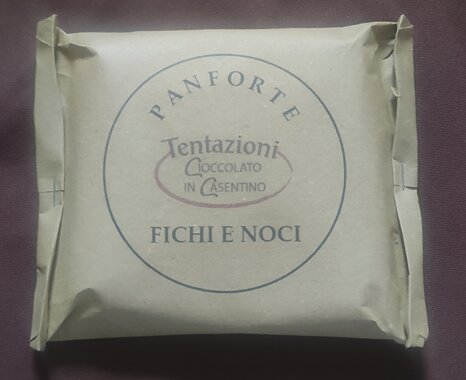 PANFORTE
Tentazioni
CIOCCOLATO
IN CASENTINO
FICHI E NOCI